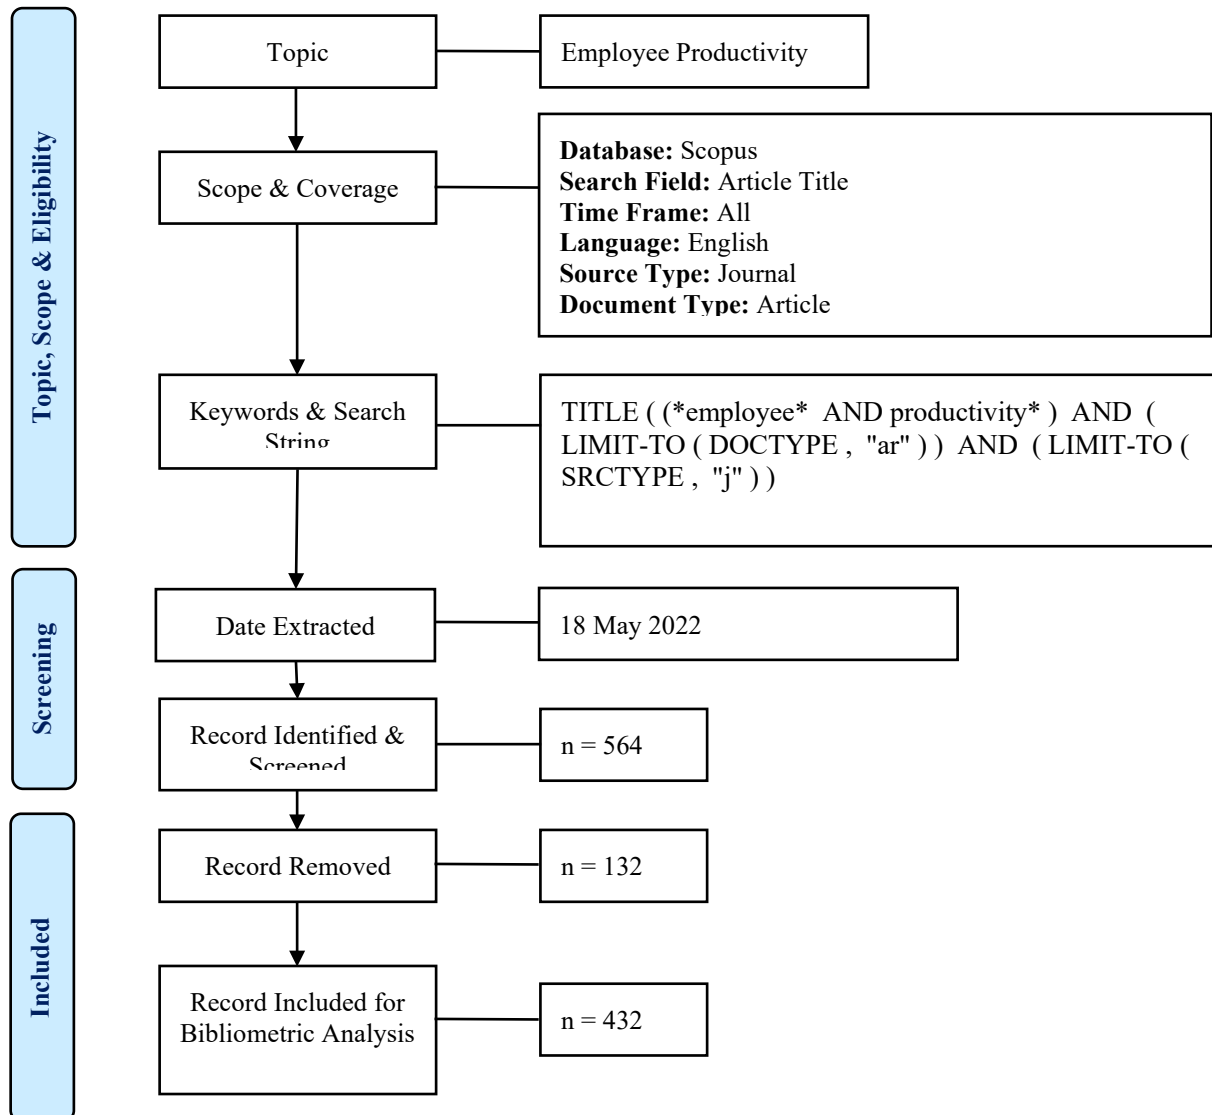 Topic, Scope & Eligibility
Topic
Employee Productivity
Scope & Coverage
Database: Scopus
Search Field: Article Title
Time Frame: All
Language: English
Source Type: Journal
Document Type: Article
Keywords & Search
String
TITLE ( (*employee* AND productivity* ) AND (
LIMIT-TO ( DOCTYPE , "ar" ) ) AND ( LIMIT-TO (
SRCTYPE , "j" ) )
Screening
Date Extracted
18 May 2022
Record Identified &
Screened
n = 564
Included
Record Removed
n = 132
Record Included for
Bibliometric Analysis
n = 432